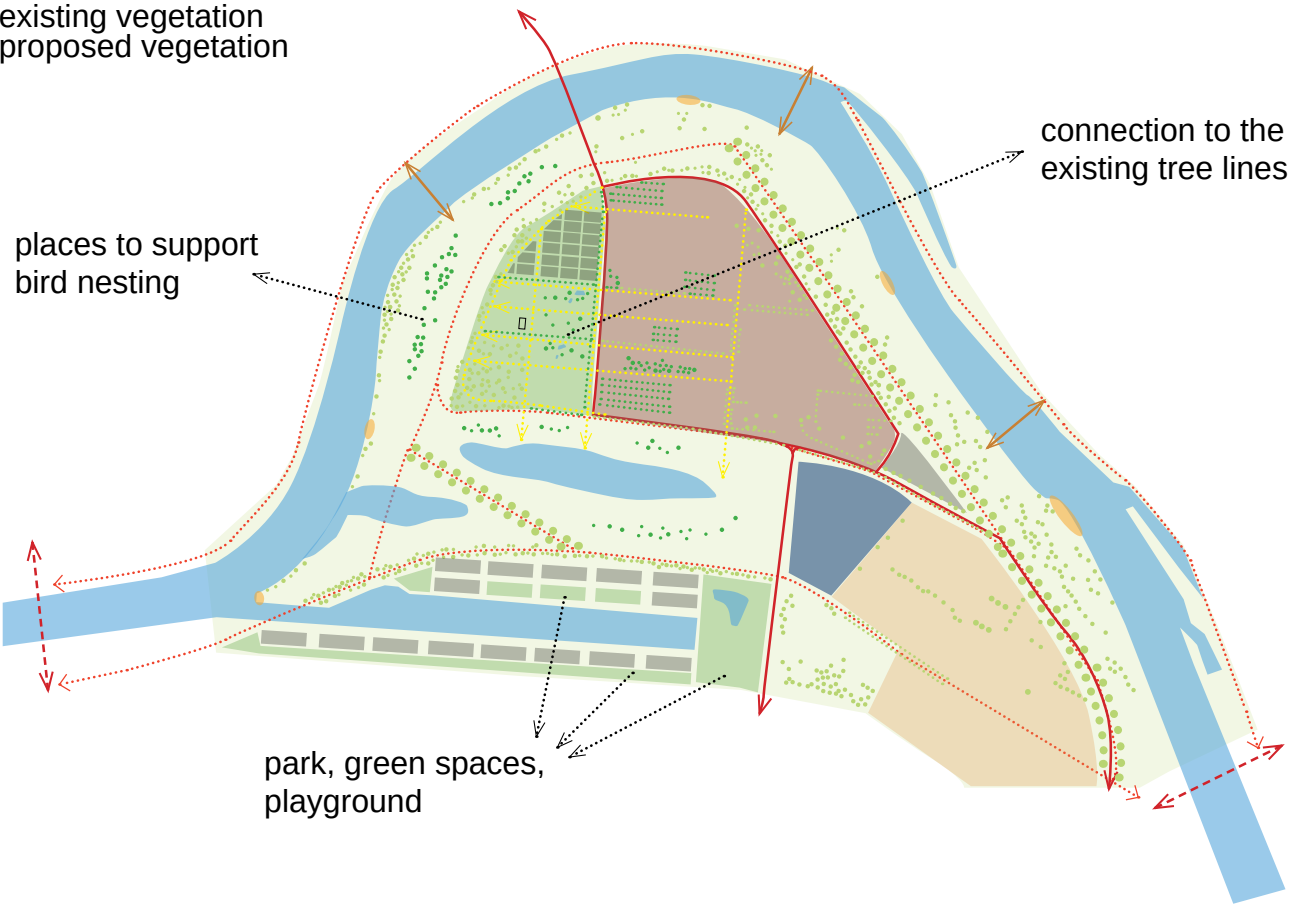 existing vegetation
proposed vegetation
connection to the
existing tree lines
places to support
bird nesting
park, green spaces,
playground